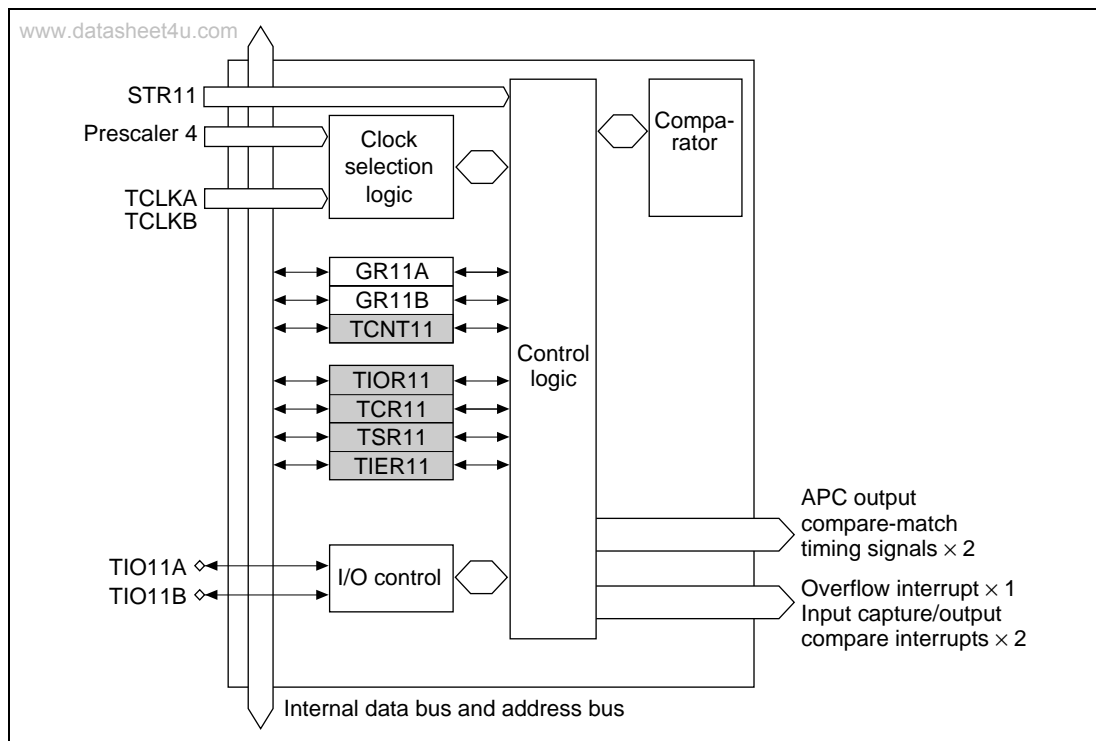 www.datasheet4u.com
STR11
Prescaler 4
TCLKA
TCLKB
Clock
selection
logic
Compa-
rator
GR11A
GR11B
TCNT11
TIOR11
TCR11
TSR11
TIER11
Control
logic
TIO11A
TIO11B
I/O control
APC output
compare-match
timing signals × 2
Overflow interrupt × 1
Input capture/output
compare interrupts × 2
Internal data bus and address bus